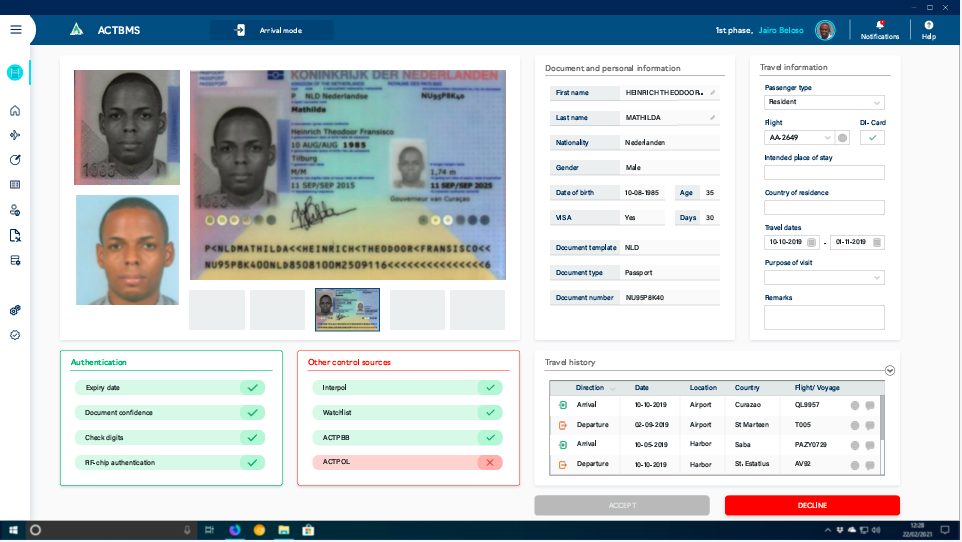 ACTBMS
Arrival mode
1st phase, Jairo Beloso
Notifications
Help
1985
KONINKRIJK DER NEDERLANDEN
P NLD Nederlandse NU95P8K40
Mathilda
Heinrich Theodoor Fransisco
10 AUG/AUG 1985
Tilburg
M/M
1,74 m
11 SEP/SEP 2015
11 SEP/SEP 2025
Gouverneur van Curaçao
1985
P<NLDMATHILDA<<HEINRICH<THEODOOR<FRANSISCO<<
Document and personal information
First name HEINRICH THEODOOR...
Last name MATHILDA
Nationality Nederlanden
Gender Male
Date of birth 10-08-1985 Age 35
VISA Yes Days 30
Document template NLD
Document type Passport
Document number NU95P8K40
Travel information
Passenger type
Resident
Flight DI- Card
AA-2649
Intended place of stay
Country of residence
Travel dates
10-10-2019 - 01-11-2019
Purpose of visit
Remarks
Authentication
Expiry date
Document confidence
Check digits
RF-chip authentication
Other control sources
Interpol
Watchlist
ACTPBB
ACTPOL
Travel history
Direction Date Location Country Flight/ Voyage
Arrival 10-10-2019 Airport Curazao QL9957
Departure 02-09-2019 Airport St Marteen T005
Arrival 10-05-2019 Harbor Saba PAZY0729
Departure 10-10-2019 Harbor St. Estatius AV92
ACCEPT
DECLINE
12:28
22/02/2021